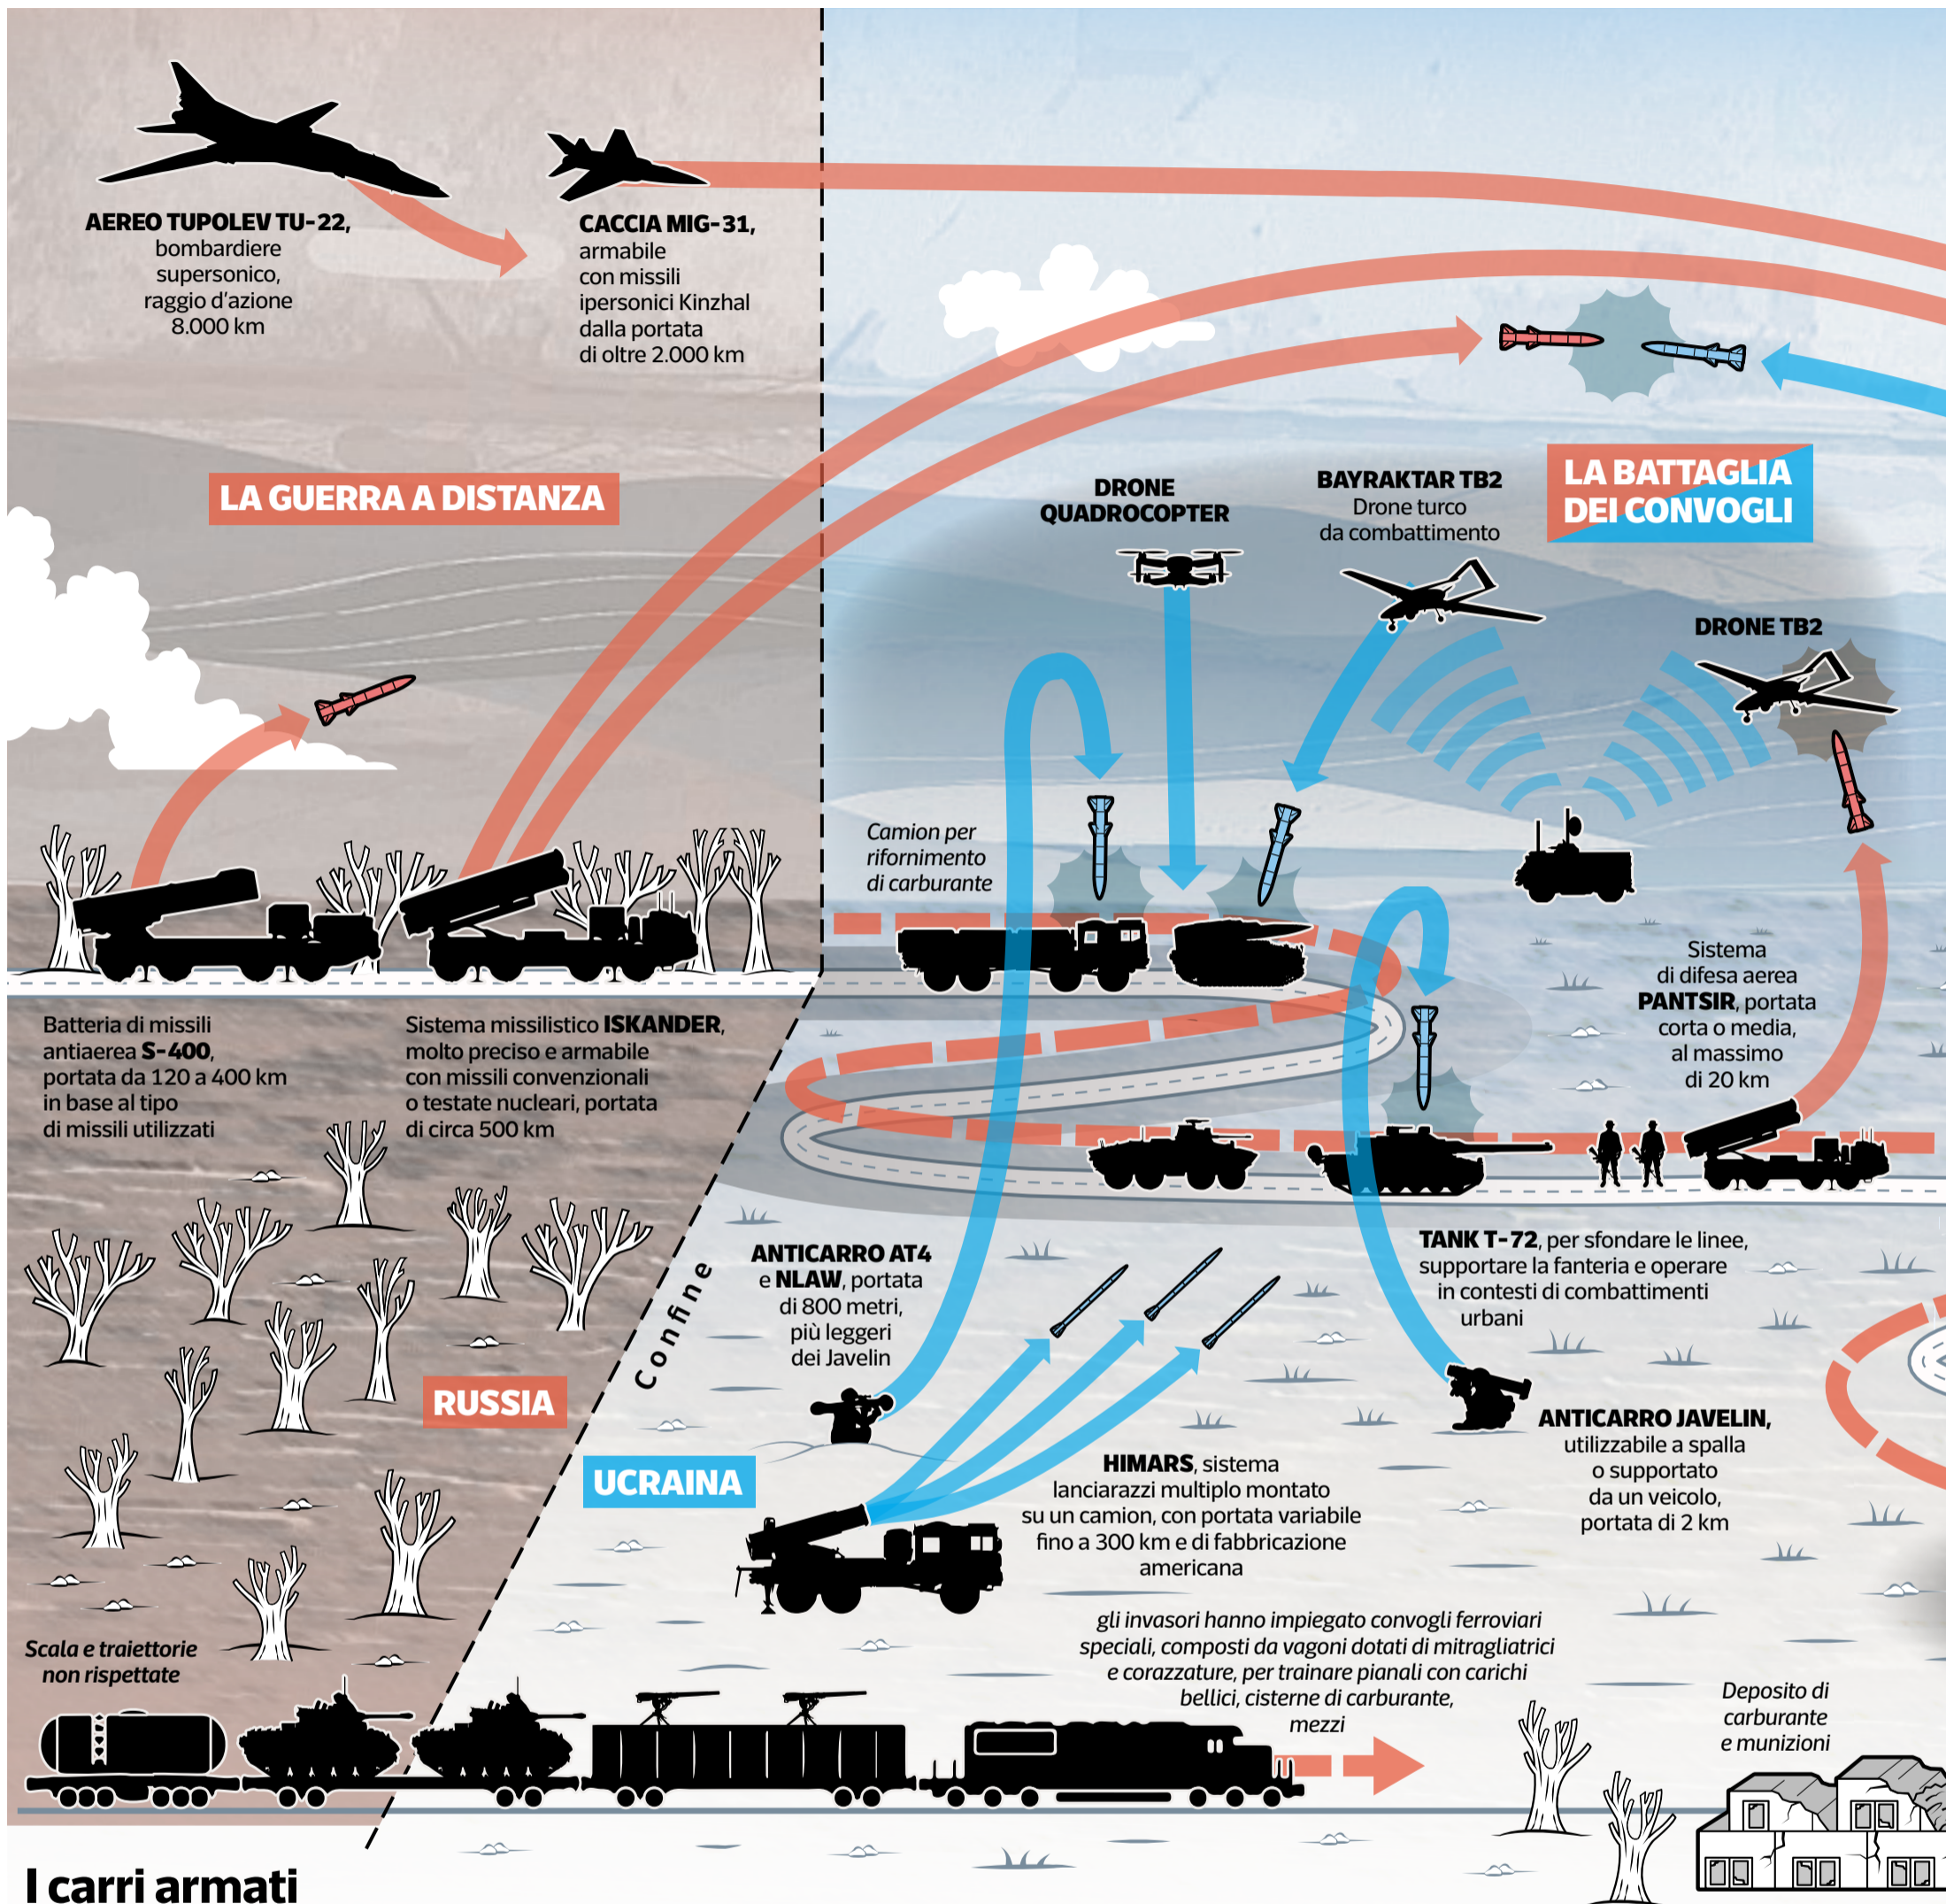 AEREO TUPOLEV TU-22,
bombardiere
supersonico,
raggio d'azione
8.000 km
CACCIA MIG-31,
armabile
con missili
ipersonici Kinzhal
dalla portata
di oltre 2.000 km
LA GUERRA A DISTANZA
DRONE
QUADROCOPTER
BAYRAKTAR TB2
Drone turco
da combattimento
LA BATTAGLIA
DEI CONVOGLI
DRONE TB2
Camion per
rifornimento
di carburante
Sistema
di difesa aerea
PANTSIR, portata
corta o media,
al massimo
di 20 km
Batteria di missili
antiaerea S-400,
portata da 120 a 400 km
in base al tipo
di missili utilizzati
Sistema missilistico ISKANDER,
molto preciso e armabile
con missili convenzionali
o testate nucleari, portata
di circa 500 km
Confine
ANTICARRO AT4
e NLAW, portata
di 800 metri,
più leggeri
dei Javelin
TANK T-72, per sfondare le linee,
supportare la fanteria e operare
in contesti di combattimenti
urbani
RUSSIA
UCRAINA
ANTICARRO JAVELIN,
utilizzabile a spalla
o supportato
da un veicolo,
portata di 2 km
HIMARS, sistema
lanciarazzi multiplo montato
su un camion, con portata variabile
fino a 300 km e di fabbricazione
americana
gli invasori hanno impiegato convogli ferroviari
speciali, composti da vagoni dotati di mitragliatrici
e corazzature, per trainare pianali con carichi
bellici, cisterne di carburante,
mezzi
Scala e traiettorie
non rispettate
Deposito di
carburante
e munizioni
I carri armati